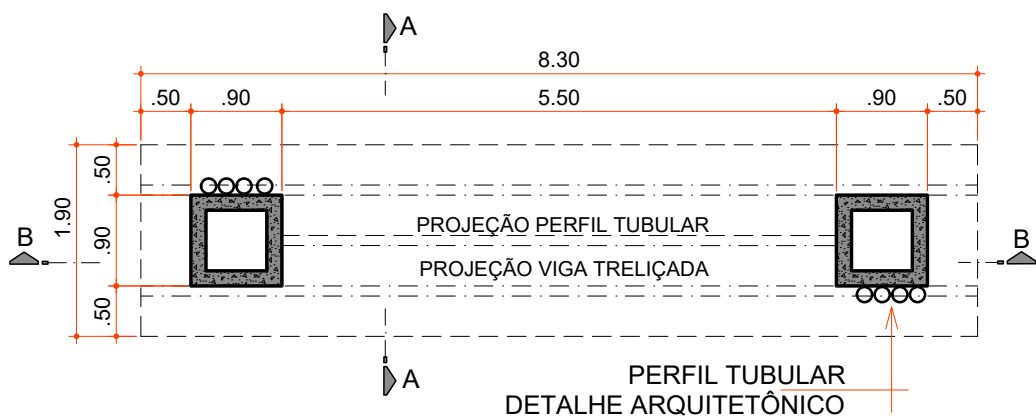 A
8.30
.50 .90 5.50 .90 .50
.50
1.90
.90
.50
PROJEÇÃO PERFIL TUBULAR
B
B
PROJEÇÃO VIGA TRELIÇADA
A
PERFIL TUBULAR
DETALHE ARQUITETÔNICO